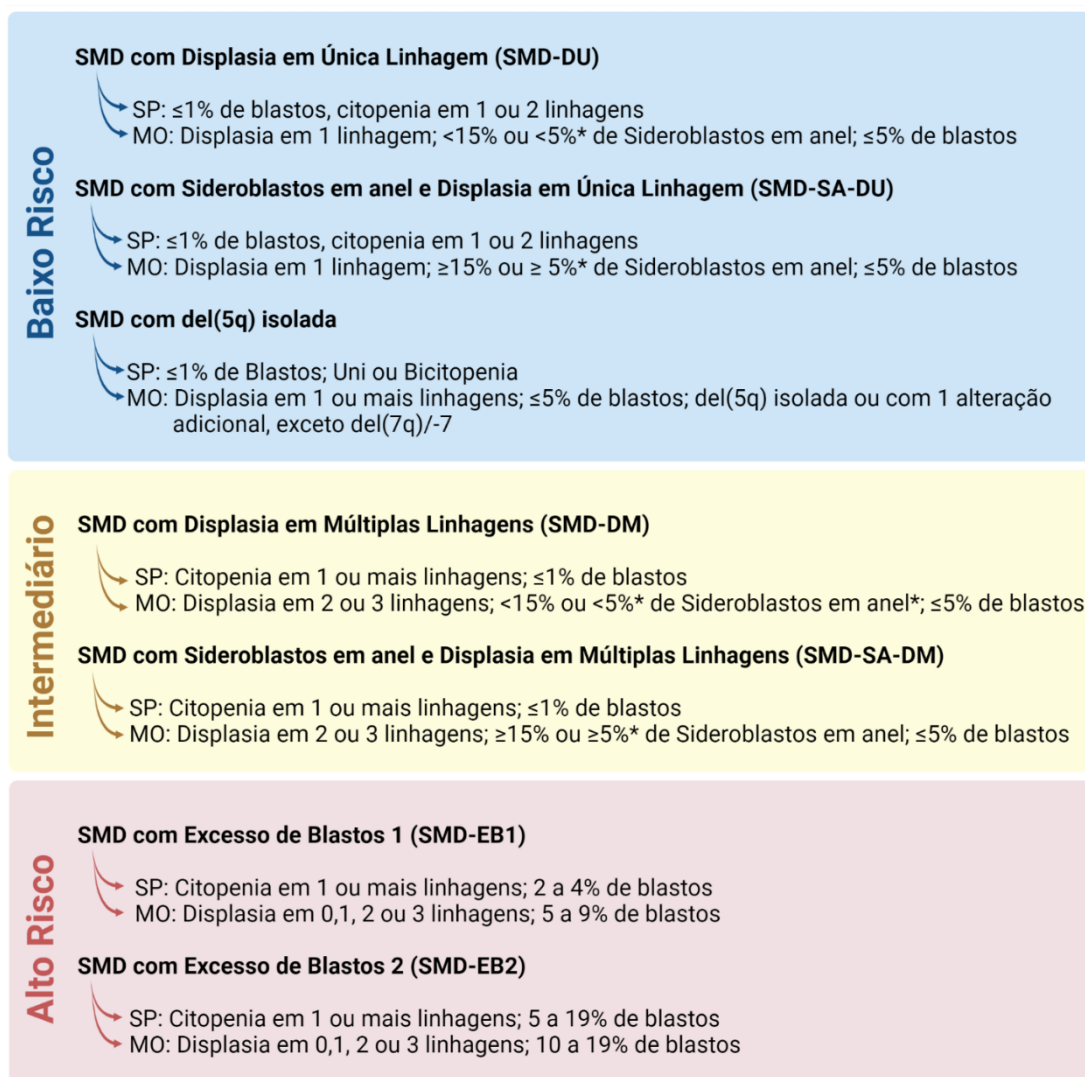 Baixo Risco
SMD com Displasia em Única Linhagem (SMD-DU)
SP: ≤1% de blastos, citopenia em 1 ou 2 linhagens
MO: Displasia em 1 linhagem; <15% ou <5%* de Sideroblastos em anel; ≤5% de blastos
SMD com Sideroblastos em anel e Displasia em Única Linhagem (SMD-SA-DU)
SP: ≤1% de blastos, citopenia em 1 ou 2 linhagens
MO: Displasia em 1 linhagem; ≥15% ou ≥ 5%* de Sideroblastos em anel; ≤5% de blastos
SMD com del(5q) isolada
SP: ≤1% de Blastos; Uni ou Bicitopenia
MO: Displasia em 1 ou mais linhagens; ≤5% de blastos; del(5q) isolada ou com 1 alteração
adicional, exceto del(7q)/-7
Intermediário
SMD com Displasia em Múltiplas Linhagens (SMD-DM)
SP: Citopenia em 1 ou mais linhagens; ≤1% de blastos
MO: Displasia em 2 ou 3 linhagens; <15% ou <5%* de Sideroblastos em anel*; ≤5% de blastos
SMD com Sideroblastos em anel e Displasia em Múltiplas Linhagens (SMD-SA-DM)
SP: Citopenia em 1 ou mais linhagens; ≤1% de blastos
MO: Displasia em 2 ou 3 linhagens; ≥15% ou ≥5%* de Sideroblastos em anel; ≤5% de blastos
Alto Risco
SMD com Excesso de Blastos 1 (SMD-EB1)
SP: Citopenia em 1 ou mais linhagens; 2 a 4% de blastos
MO: Displasia em 0,1, 2 ou 3 linhagens; 5 a 9% de blastos
SMD com Excesso de Blastos 2 (SMD-EB2)
SP: Citopenia em 1 ou mais linhagens; 5 a 19% de blastos
MO: Displasia em 0,1, 2 ou 3 linhagens; 10 a 19% de blastos